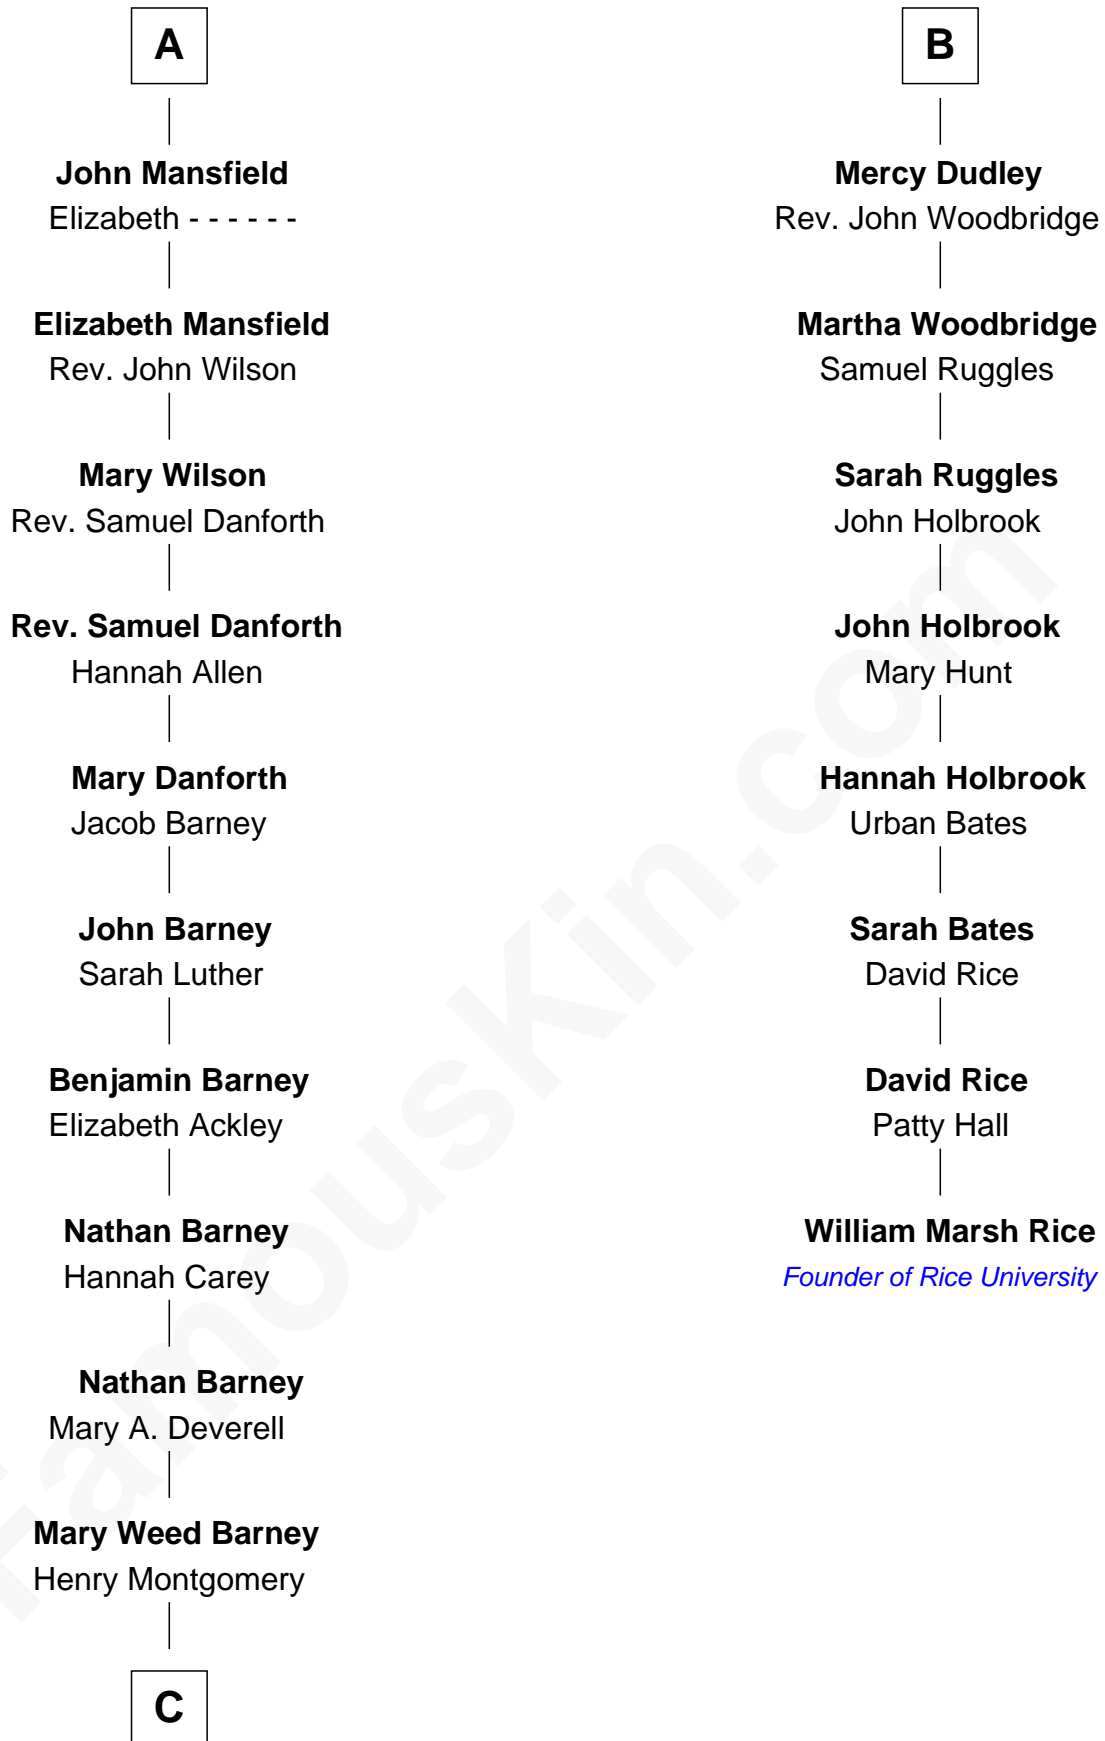 A
John Mansfield
Elizabeth - - - - - -
Elizabeth Mansfield
Rev. John Wilson
Mary Wilson
Rev. Samuel Danforth
Rev. Samuel Danforth
Hannah Allen
Mary Danforth
Jacob Barney
John Barney
Sarah Luther
Benjamin Barney
Elizabeth Ackley
Nathan Barney
Hannah Carey
Nathan Barney
Mary A. Deverell
Mary Weed Barney
Henry Montgomery
C
B
Mercy Dudley
Rev. John Woodbridge
Martha Woodbridge
Samuel Ruggles
Sarah Ruggles
John Holbrook
John Holbrook
Mary Hunt
Hannah Holbrook
Urban Bates
Sarah Bates
David Rice
David Rice
Patty Hall
William Marsh Rice
Founder of Rice University
FamousKin.com